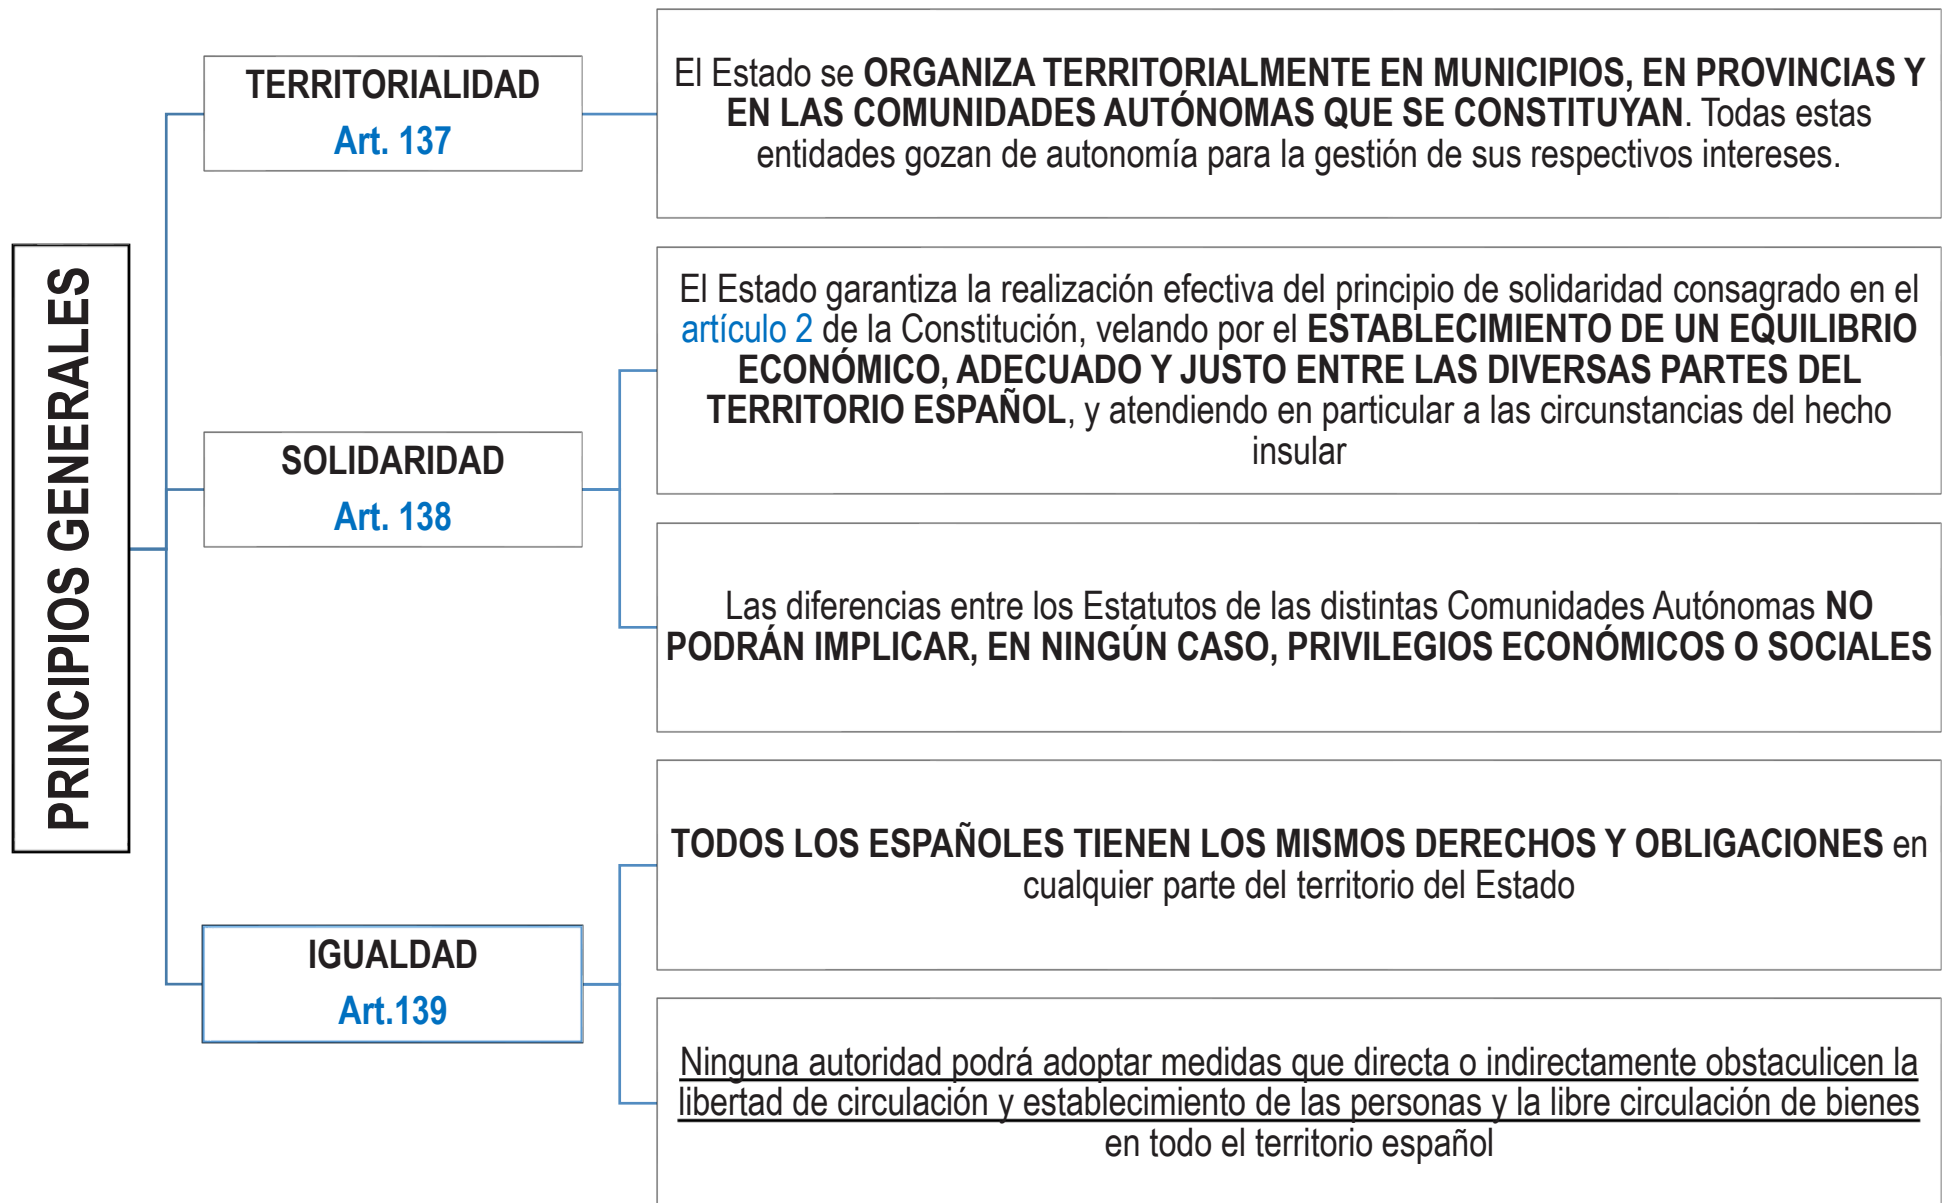 PRINCIPIOS GENERALES
TERRITORIALIDAD
Art. 137
El Estado se ORGANIZA TERRITORIALMENTE EN MUNICIPIOS, EN PROVINCIAS Y
EN LAS COMUNIDADES AUTÓNOMAS QUE SE CONSTITUYAN. Todas estas
entidades gozan de autonomía para la gestión de sus respectivos intereses.
SOLIDARIDAD
Art. 138
El Estado garantiza la realización efectiva del principio de solidaridad consagrado en el
artículo 2 de la Constitución, velando por el ESTABLECIMIENTO DE UN EQUILIBRIO
ECONÓMICO, ADECUADO Y JUSTO ENTRE LAS DIVERSAS PARTES DEL
TERRITORIO ESPAÑOL, y atendiendo en particular a las circunstancias del hecho
insular
Las diferencias entre los Estatutos de las distintas Comunidades Autónomas NO
PODRÁN IMPLICAR, EN NINGÚN CASO, PRIVILEGIOS ECONÓMICOS O SOCIALES
IGUALDAD
Art.139
TODOS LOS ESPAÑOLES TIENEN LOS MISMOS DERECHOS Y OBLIGACIONES en
cualquier parte del territorio del Estado
Ninguna autoridad podrá adoptar medidas que directa o indirectamente obstaculicen la
libertad de circulación y establecimiento de las personas y la libre circulación de bienes
en todo el territorio español